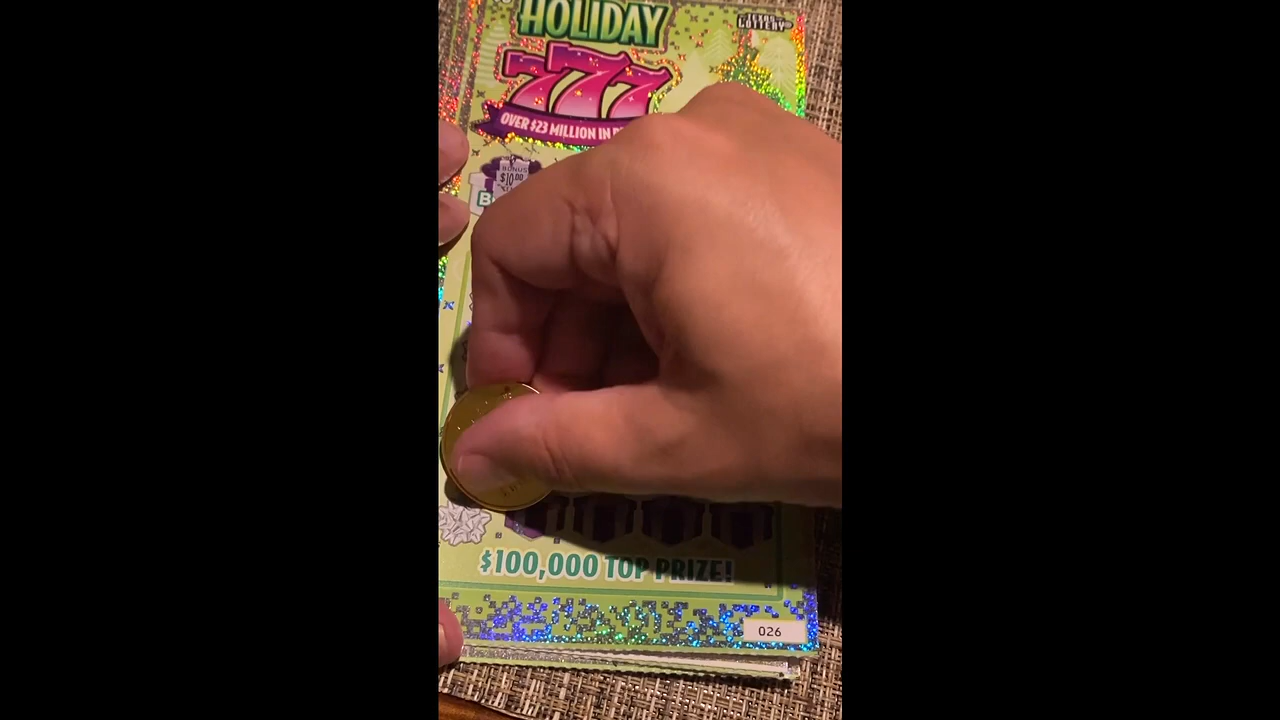 HOLIDAY
TEXAS
LOTTERY
777
OVER $23 MILLION IN
BONUS
$10.00
$100,000 TOP PRIZE!
026